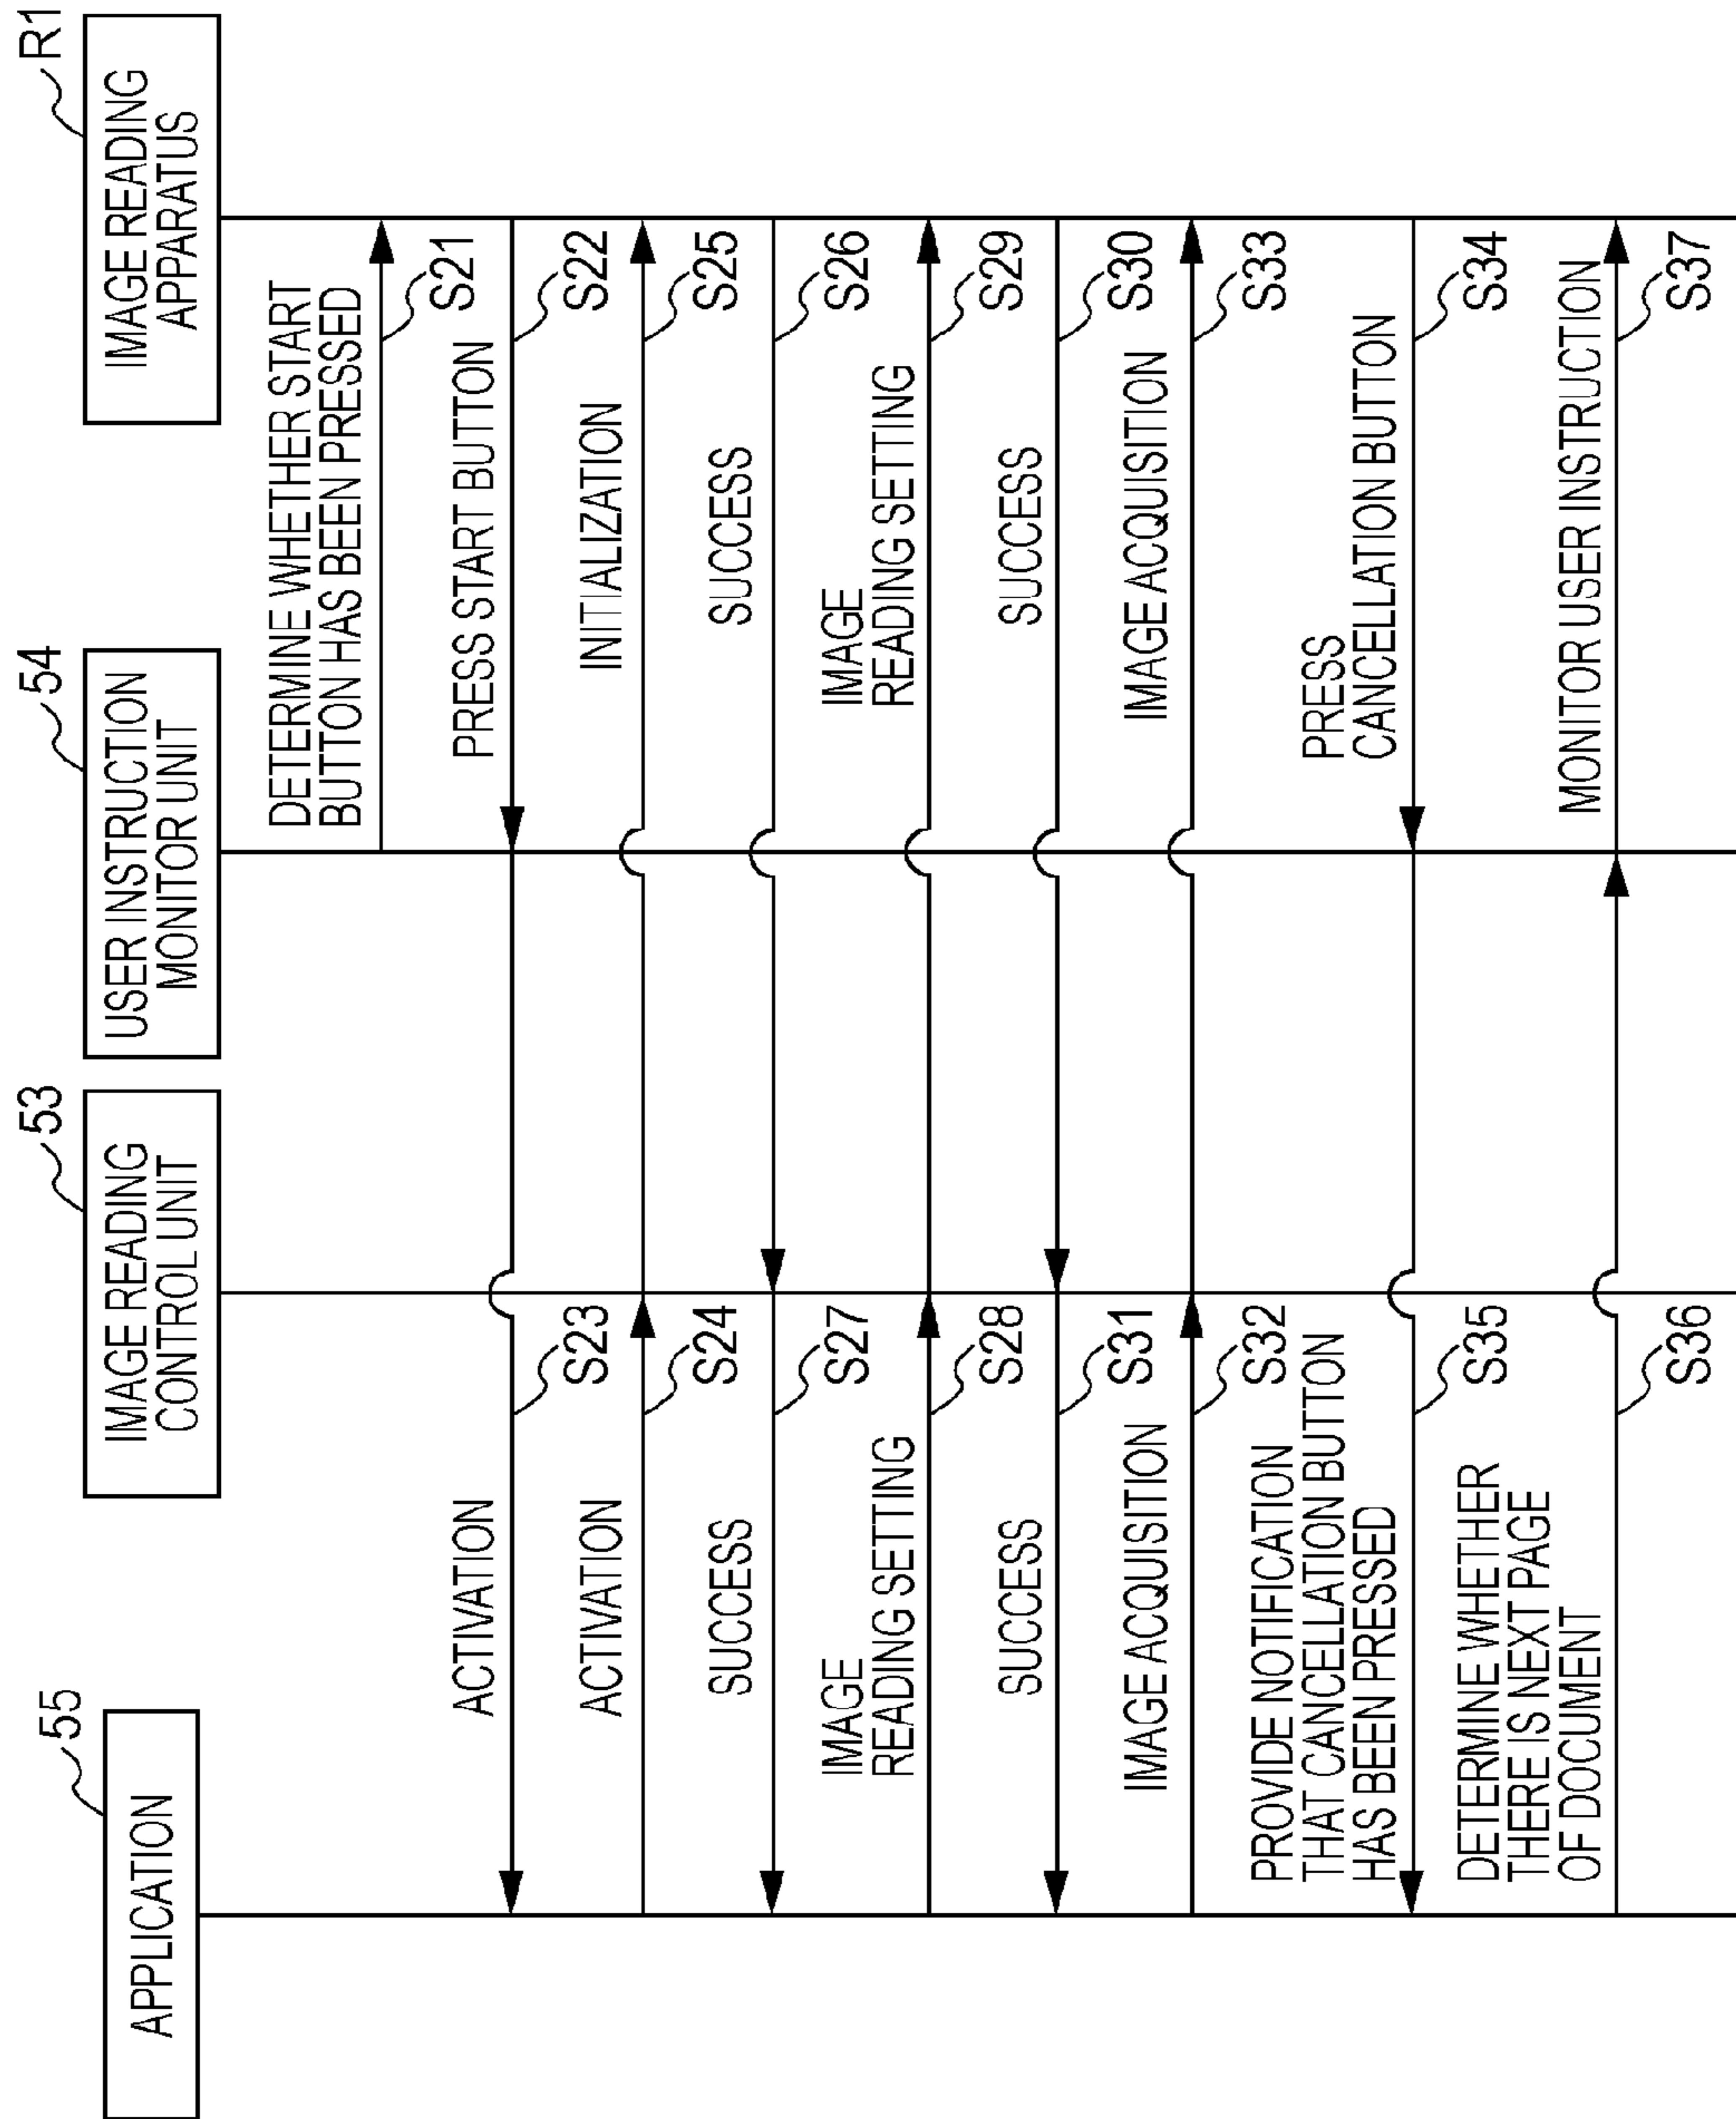 55
APPLICATION
53
IMAGE READING
CONTROL UNIT
54
USER INSTRUCTION
MONITOR UNIT
R1
IMAGE READING
APPARATUS
DETERMINE WHETHER START
BUTTON HAS BEEN PRESSED
S21
PRESS START BUTTON
S22
ACTIVATION
S23
ACTIVATION
S24
INITIALIZATION
S25
SUCCESS
S26
SUCCESS
S27
IMAGE
READING SETTING
S28
IMAGE
READING SETTING
S29
SUCCESS
S30
SUCCESS
S31
IMAGE ACQUISITION
S32
IMAGE ACQUISITION
S33
PRESS
CANCELLATION BUTTON
S34
PROVIDE NOTIFICATION
THAT CANCELLATION BUTTON
HAS BEEN PRESSED
S35
DETERMINE WHETHER
THERE IS NEXT PAGE
OF DOCUMENT
S36
MONITOR USER INSTRUCTION
S37